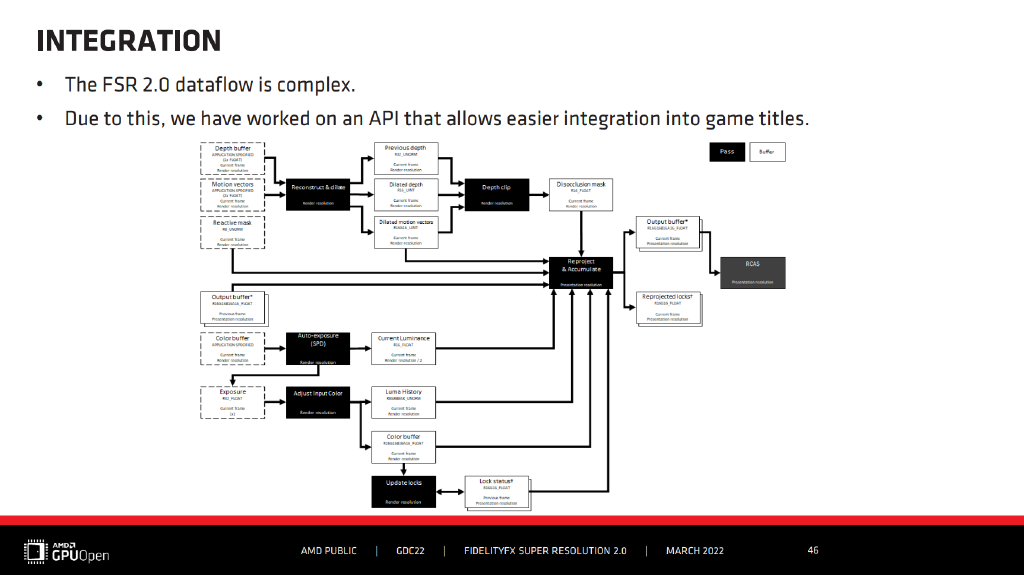 INTEGRATION
• The FSR 2.0 dataflow is complex.
• Due to this, we have worked on an API that allows easier integration into game titles.
Pass
Buffer
Depth buffer
APPLICATION SPECIFIED
(1x FLOAT)
Current frame
Render resolution
Motion vectors
APPLICATION SPECIFIED
(2x FLOAT)
Current frame
Render resolution
Reactive mask
R8_UNORM
Current frame
Render resolution
Reconstruct & dilate
Render resolution
Previous depth
R32_UNORM
Current frame
Render resolution
Dilated depth
R16_UINT
Current frame
Render resolution
Dilated motion vectors
R16G16_UINT
Current frame
Render resolution
Depth clip
Render resolution
Disocclusion mask
Current frame
Render resolution
Reproject
& Accumulate
Presentation resolution
Output buffer*
R16G16B16A16_FLOAT
Current frame
Presentation resolution
RCAS
Presentation resolution
Reprojected locks*
R16G16_FLOAT
Current frame
Presentation resolution
Output buffer*
R16G16B16A16_FLOAT
Previous frame
Presentation resolution
Color buffer
APPLICATION SPECIFIED
Current frame
Render resolution
Auto-exposure
(SPD)
Render resolution
Current Luminance
R16_FLOAT
Current frame
Render resolution / 2
Exposure
R32_FLOAT
Current frame
Adjust Input Color
Render resolution
Luma History
R8G8B8A8_UNORM
Current frame
Render resolution
Color buffer
R16G16B16A16_FLOAT
Current frame
Render resolution
Update locks
Render resolution
Lock status*
R16G16_FLOAT
Previous frame
Presentation resolution
AMD
GPUOpen
AMD PUBLIC | GDC22 | FIDELITYFX SUPER RESOLUTION 2.0 | MARCH 2022
46